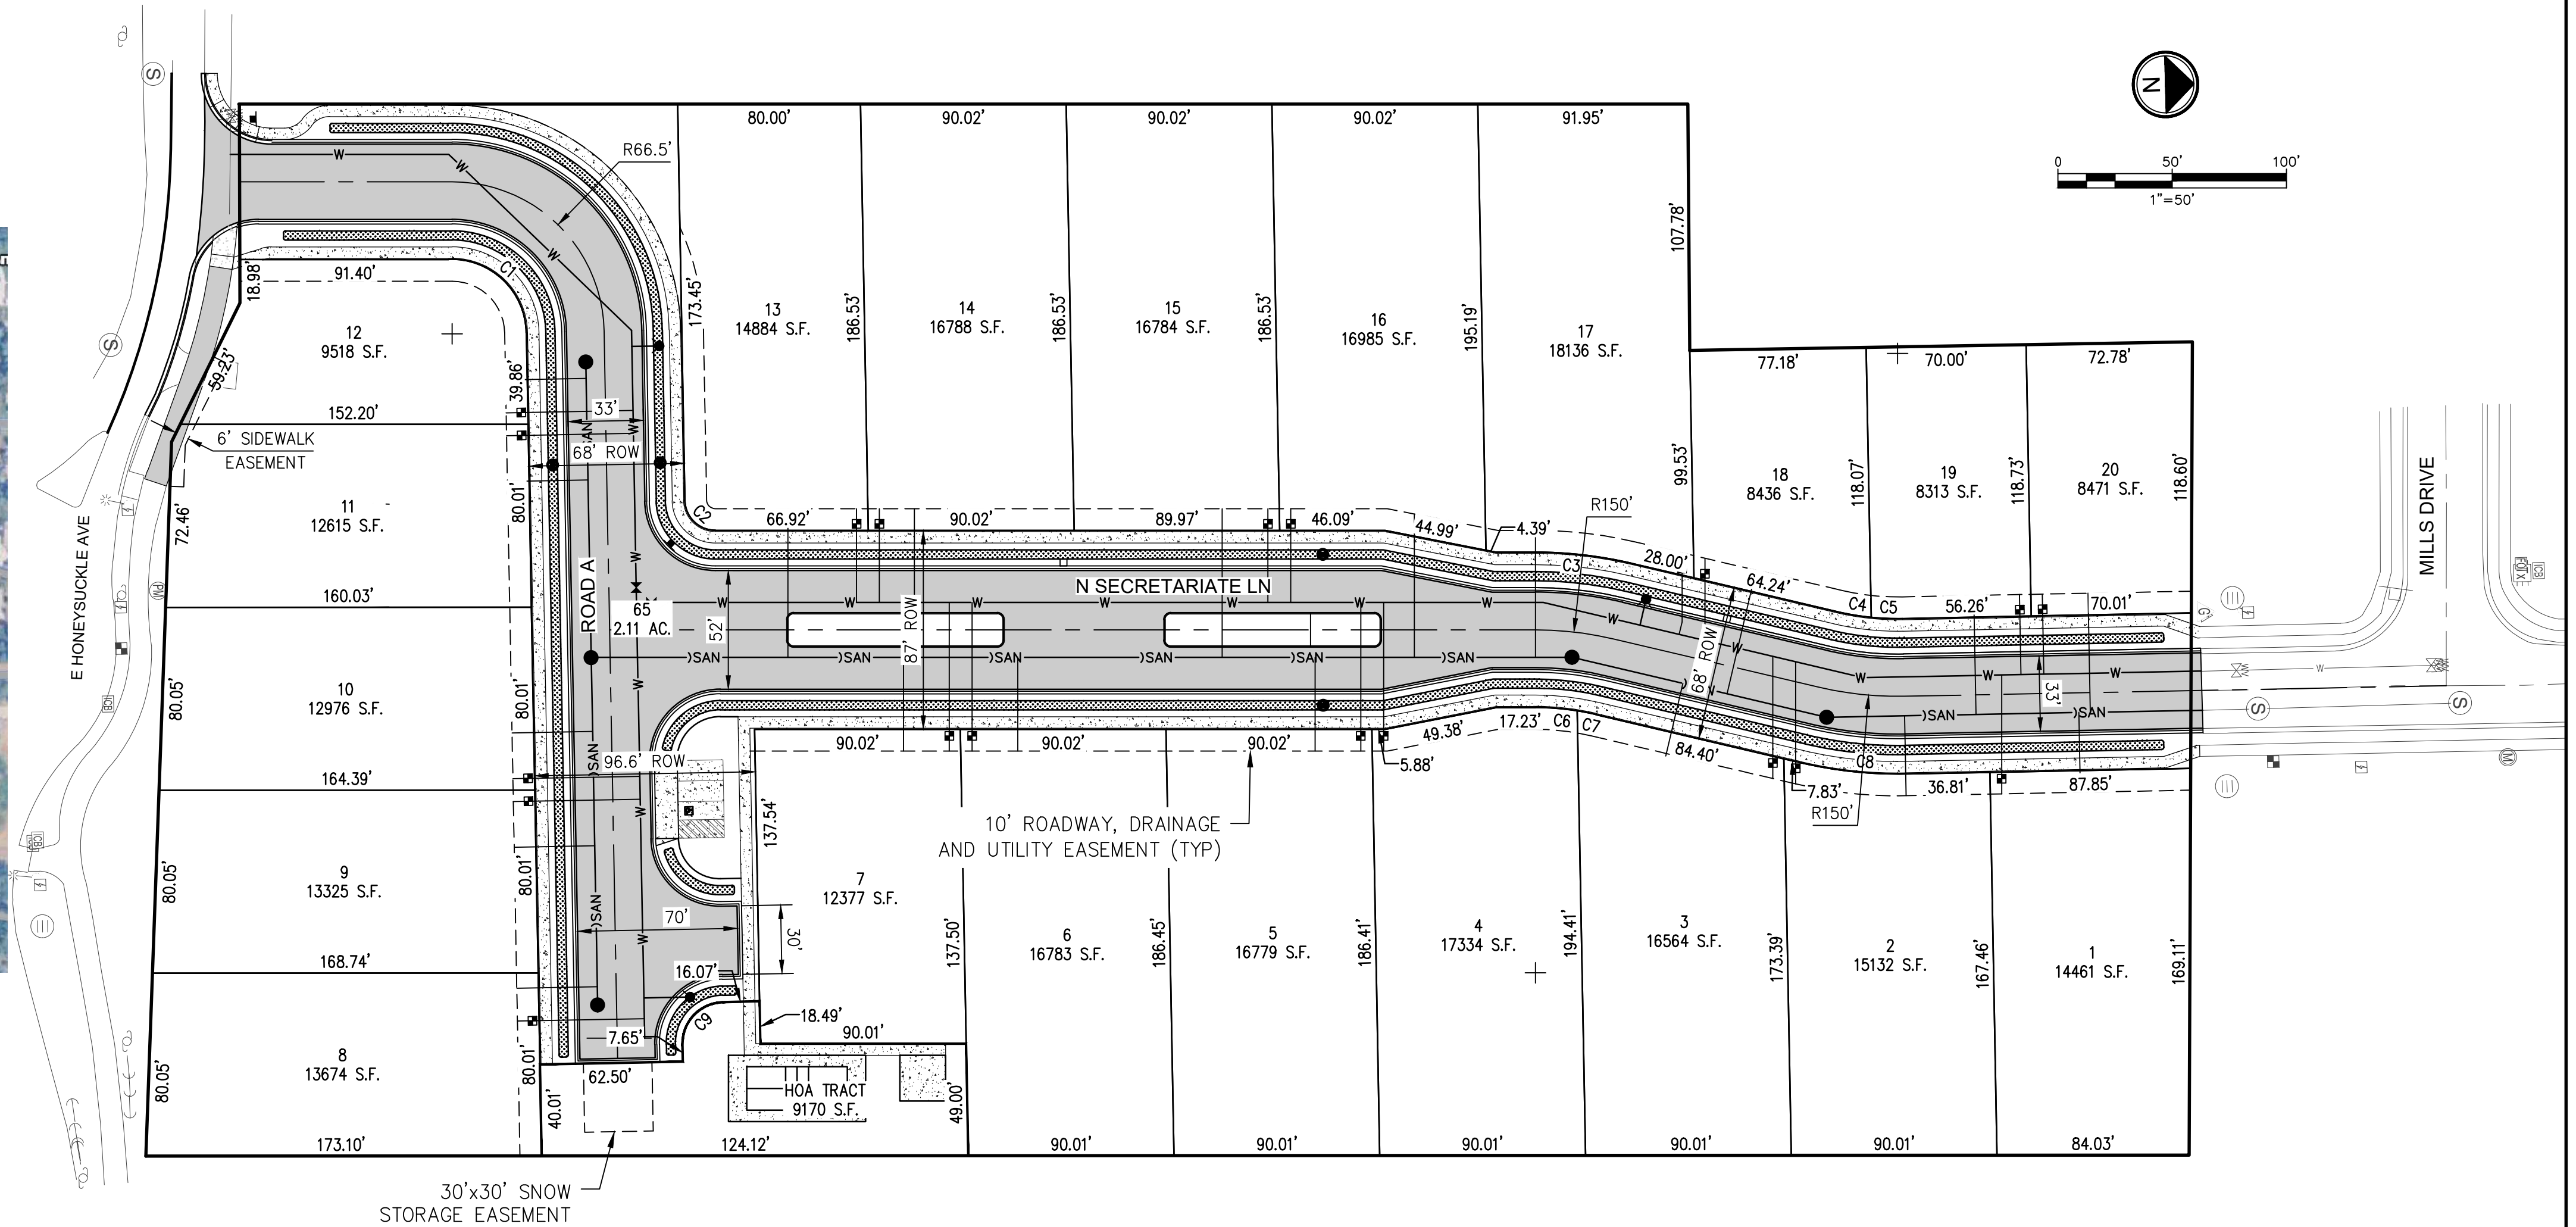 N
0 50' 100'
1"=50'
R66.5'
80.00'
90.02'
90.02'
90.02'
91.95'
107.78'
18.98'
91.40'
C1
12
9518 S.F.
59.23'
39.86'
152.20'
6' SIDEWALK
EASEMENT
33'
68' ROW
173.45'
13
14884 S.F.
186.53'
14
16788 S.F.
186.53'
15
16784 S.F.
186.53'
16
16985 S.F.
195.19'
17
18136 S.F.
99.53'
77.18'
70.00'
72.78'
18
8436 S.F.
118.07'
19
8313 S.F.
118.73'
20
8471 S.F.
118.60'
C2
66.92'
90.02'
89.97'
46.09'
44.99'
4.39'
R150'
C3
28.00'
64.24'
C4
C5
56.26'
70.01'
MILLS DRIVE
E HONEYSUCKLE AVE
72.46'
11
12615 S.F.
80.01'
160.03'
ROAD A
65
2.11 AC.
52'
87' ROW
N SECRETARIATE LN
68' ROW
33'
W W W W W W W W W W W
SAN SAN SAN SAN SAN SAN SAN SAN SAN
80.05'
10
12976 S.F.
80.01'
164.39'
96.6' ROW
90.02'
90.02'
90.02'
5.88'
49.38'
17.23'
C6
C7
84.40'
7.83'
C8
R150'
36.81'
87.85'
10' ROADWAY, DRAINAGE
AND UTILITY EASEMENT (TYP)
80.05'
9
13325 S.F.
80.01'
168.74'
70'
30'
16.07'
C9
7.65'
18.49'
90.01'
137.54'
7
12377 S.F.
137.50'
6
16783 S.F.
186.45'
5
16779 S.F.
186.41'
4
17334 S.F.
194.41'
3
16564 S.F.
173.39'
2
15132 S.F.
167.46'
1
14461 S.F.
169.11'
80.05'
8
13674 S.F.
80.01'
62.50'
40.01'
HOA TRACT
9170 S.F.
49.00'
173.10'
124.12'
90.01'
90.01'
90.01'
90.01'
90.01'
84.03'
30'x30' SNOW
STORAGE EASEMENT